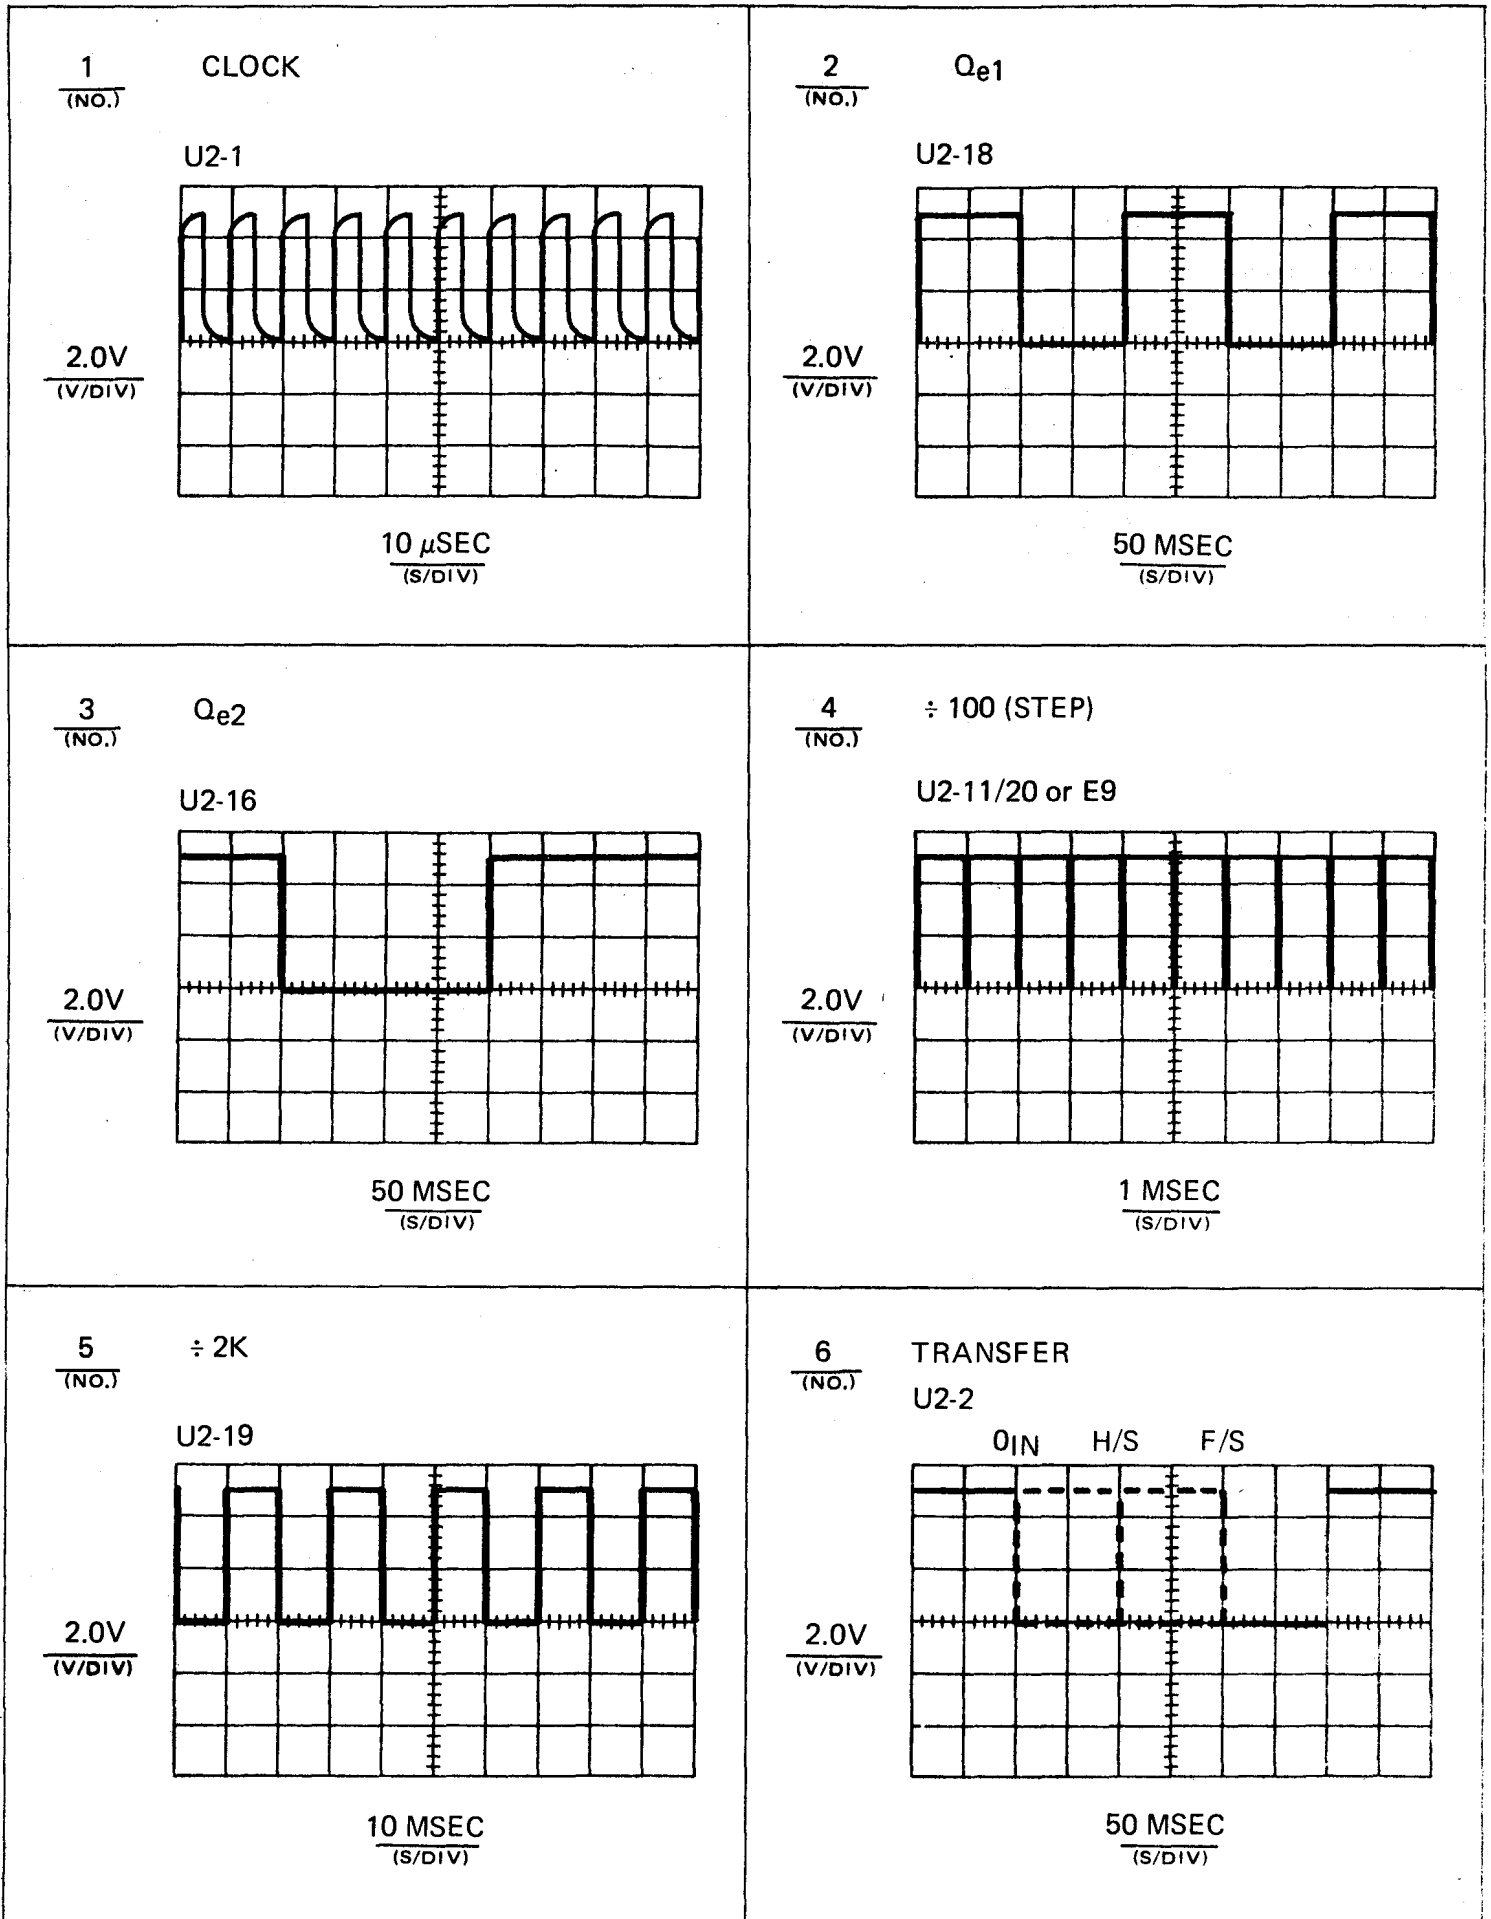 1
(NO.)
CLOCK
U2-1
2.0V
(V/DIV)
10 µSEC
(S/DIV)
2
(NO.)
Qe1
U2-18
2.0V
(V/DIV)
50 MSEC
(S/DIV)
3
(NO.)
Qe2
U2-16
2.0V
(V/DIV)
50 MSEC
(S/DIV)
4
(NO.)
÷ 100 (STEP)
U2-11/20 or E9
2.0V
(V/DIV)
1 MSEC
(S/DIV)
5
(NO.)
÷ 2K
U2-19
2.0V
(V/DIV)
10 MSEC
(S/DIV)
6
(NO.)
TRANSFER
U2-2
0IN H/S F/S
2.0V
(V/DIV)
50 MSEC
(S/DIV)